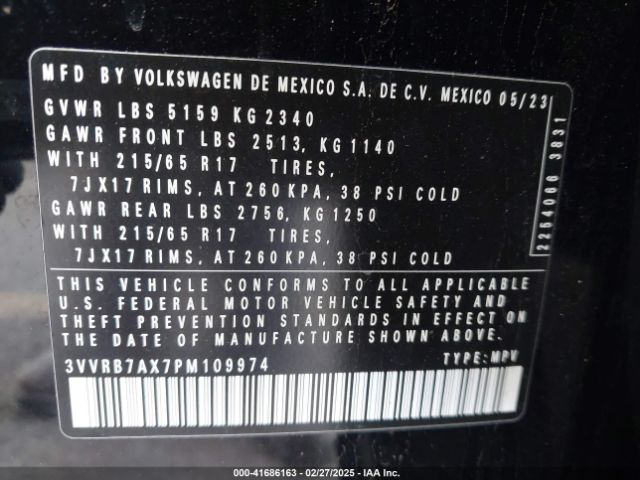 MFD BY VOLKSWAGEN DE MEXICO S.A. DE C.V. MEXICO 05/23
GVWR LBS 5159 KG 2340
GAWR FRONT LBS 2513, KG 1140
WITH 215/65 R17 TIRES,
7JX17 RIMS, AT 260 KPA, 38 PSI COLD
GAWR REAR LBS 2756, KG 1250
WITH 215/65 R17 TIRES,
7JX17 RIMS, AT 260 KPA, 38 PSI COLD
2254066 3831
THIS VEHICLE CONFORMS TO ALL APPLICABLE
U.S. FEDERAL MOTOR VEHICLE SAFETY AND
THEFT PREVENTION STANDARDS IN EFFECT ON
THE DATE OF MANUFACTURE SHOWN ABOVE.
3VVRB7AX7PM109974 TYPE: MPV
000-41686163 - 02/27/2025 - IAA Inc.